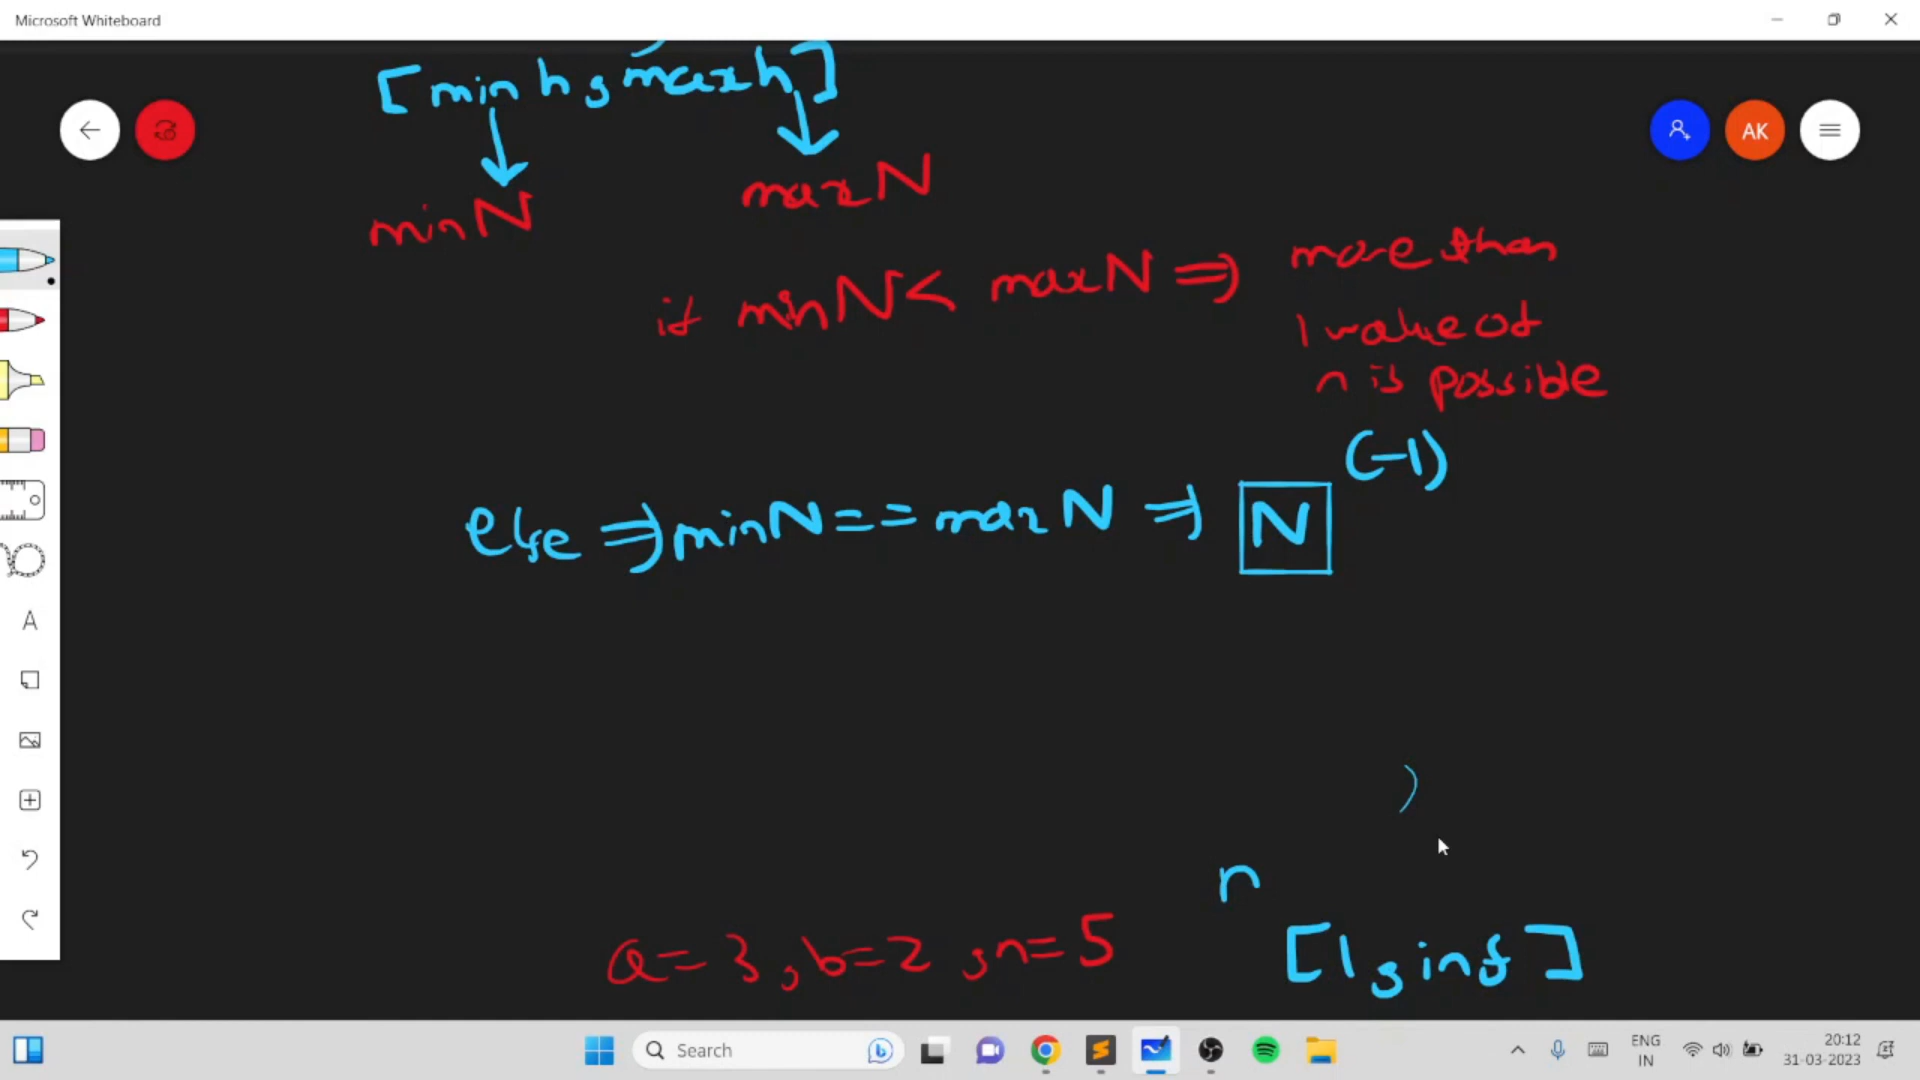 Microsoft Whiteboard
[min h, max h]
AK
min N
max N
if min N < max N ⇒ more than
1 value of
n is possible
(-1)
else ⇒ min N == max N ⇒ N
A
)
n
a = 3, b = 2, n = 5
[1, inf]
Search
ENG
IN
20:12
31-03-2023